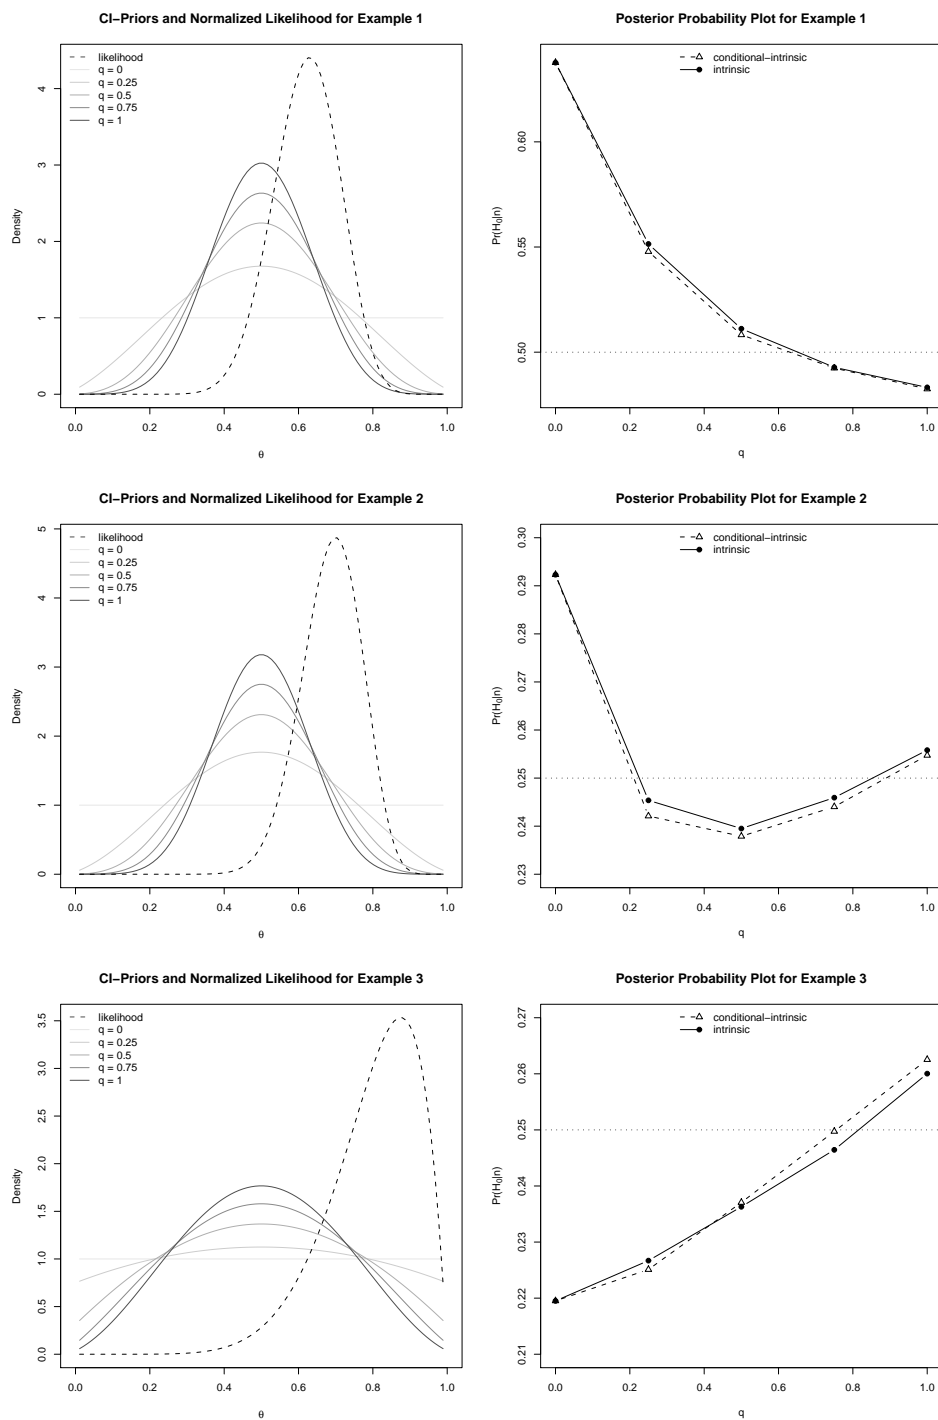 CI−Priors and Normalized Likelihood for Example 1
likelihood
q = 0
q = 0.25
q = 0.5
q = 0.75
q = 1
Density
0 1 2 3 4
0.0 0.2 0.4 0.6 0.8 1.0
θ
Posterior Probability Plot for Example 1
conditional−intrinsic
intrinsic
Pr(H0|n)
0.50 0.55 0.60
0.0 0.2 0.4 0.6 0.8 1.0
q
CI−Priors and Normalized Likelihood for Example 2
likelihood
q = 0
q = 0.25
q = 0.5
q = 0.75
q = 1
Density
0 1 2 3 4 5
0.0 0.2 0.4 0.6 0.8 1.0
θ
Posterior Probability Plot for Example 2
conditional−intrinsic
intrinsic
Pr(H0|n)
0.23 0.24 0.25 0.26 0.27 0.28 0.29 0.30
0.0 0.2 0.4 0.6 0.8 1.0
q
CI−Priors and Normalized Likelihood for Example 3
likelihood
q = 0
q = 0.25
q = 0.5
q = 0.75
q = 1
Density
0.0 0.5 1.0 1.5 2.0 2.5 3.0 3.5
0.0 0.2 0.4 0.6 0.8 1.0
θ
Posterior Probability Plot for Example 3
conditional−intrinsic
intrinsic
Pr(H0|n)
0.21 0.22 0.23 0.24 0.25 0.26 0.27
0.0 0.2 0.4 0.6 0.8 1.0
q